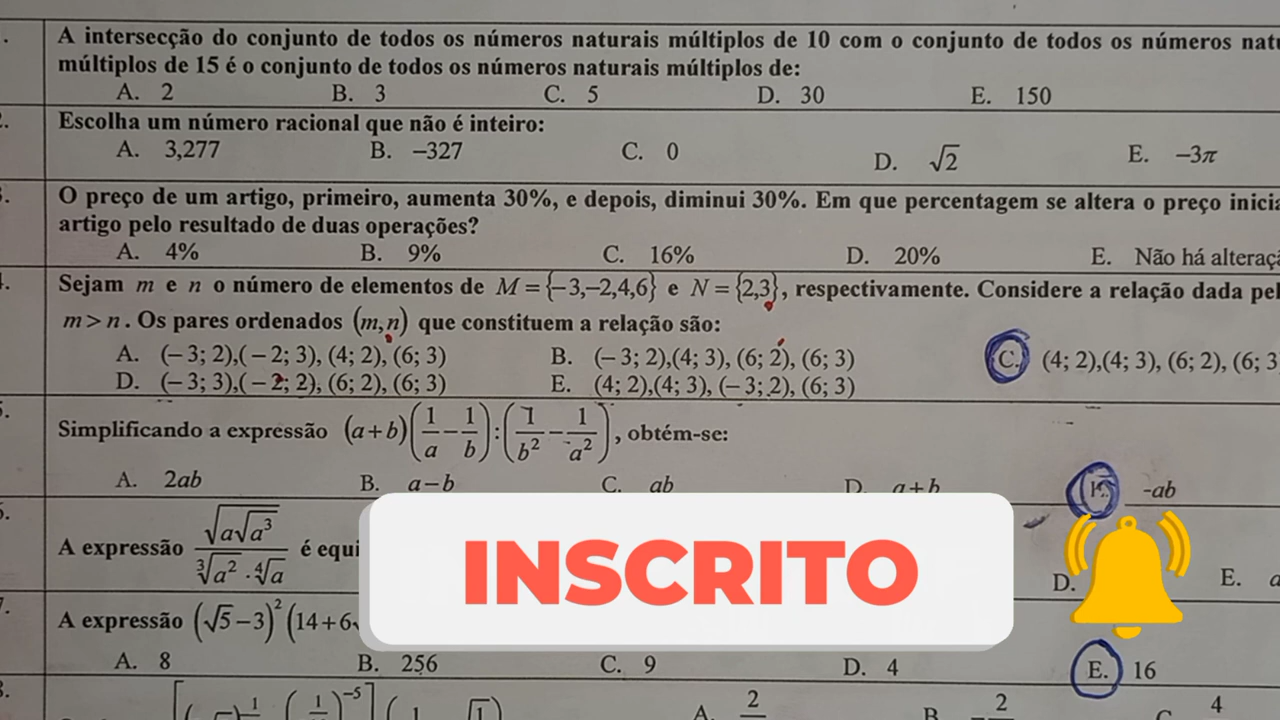 A intersecção do conjunto de todos os números naturais múltiplos de 10 com o conjunto de todos os números
múltiplos de 15 é o conjunto de todos os números naturais múltiplos de:
A. 2 B. 3 C. 5 D. 30 E. 150
Escolha um número racional que não é inteiro:
A. 3,277 B. –327 C. 0 D. √2 E. –3π
O preço de um artigo, primeiro, aumenta 30%, e depois, diminui 30%. Em que percentagem se altera o preço
artigo pelo resultado de duas operações?
A. 4% B. 9% C. 16% D. 20% E. Não há
Sejam m e n o número de elementos de M = {–3,–2,4,6} e N = {2,3}, respectivamente. Considere a relação dada
m > n. Os pares ordenados (m,n) que constituem a relação são:
A. (–3; 2),(–2; 3), (4; 2), (6; 3) B. (–3; 2),(4; 3), (6; 2), (6; 3) C. (4; 2),(4; 3), (6; 2), (6; 3
D. (–3; 3),(–2; 2), (6; 2), (6; 3) E. (4; 2),(4; 3), (–3; 2), (6; 3)
Simplificando a expressão (a+b)(1/a – 1/b):(1/b² – 1/a²), obtém-se:
A. 2ab B. a–b C. ab D. a+b E. -ab
A expressão √(a√a³) / (∛a² · ∜a) é
INSCRITO
D. E.
A expressão (√5–3)² (14+6
A. 8 B. 256 C. 9 D. 4 E. 16
A. 2 B. –2 C. 4